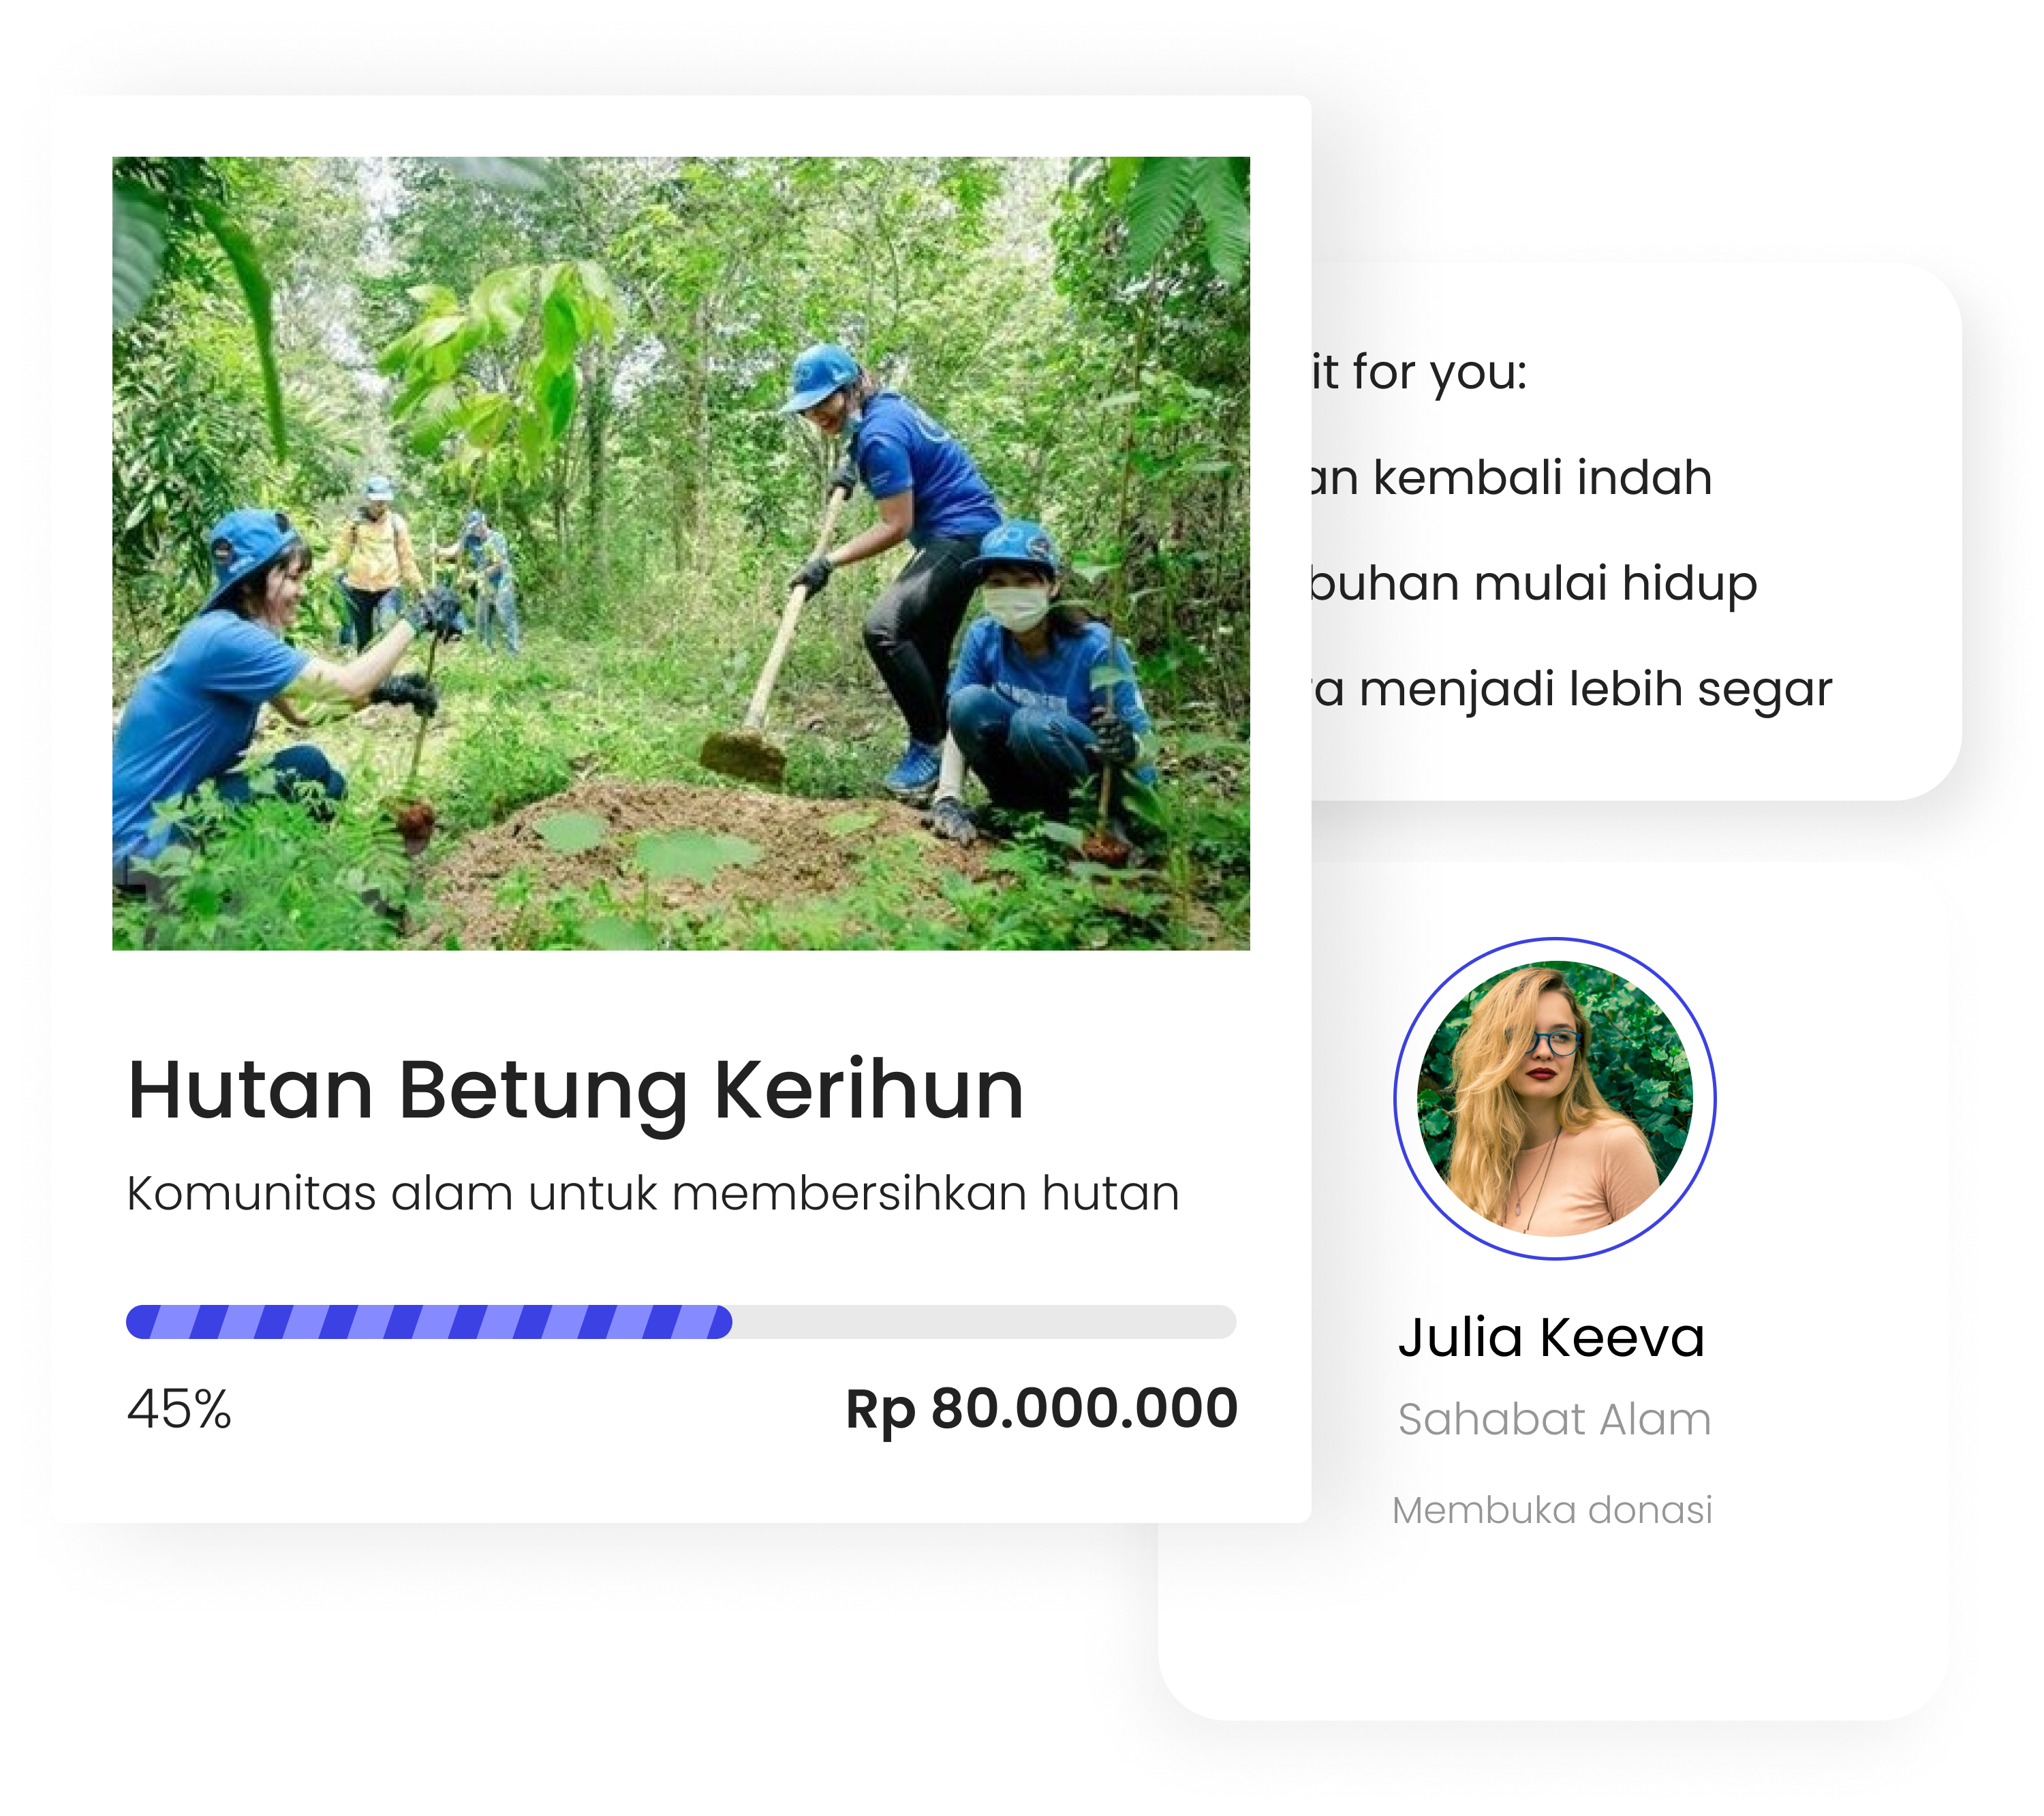 it for you:
an kembali indah
buhan mulai hidup
a menjadi lebih segar
Hutan Betung Kerihun
Komunitas alam untuk membersihkan hutan
45%
Rp 80.000.000
Julia Keeva
Sahabat Alam
Membuka donasi